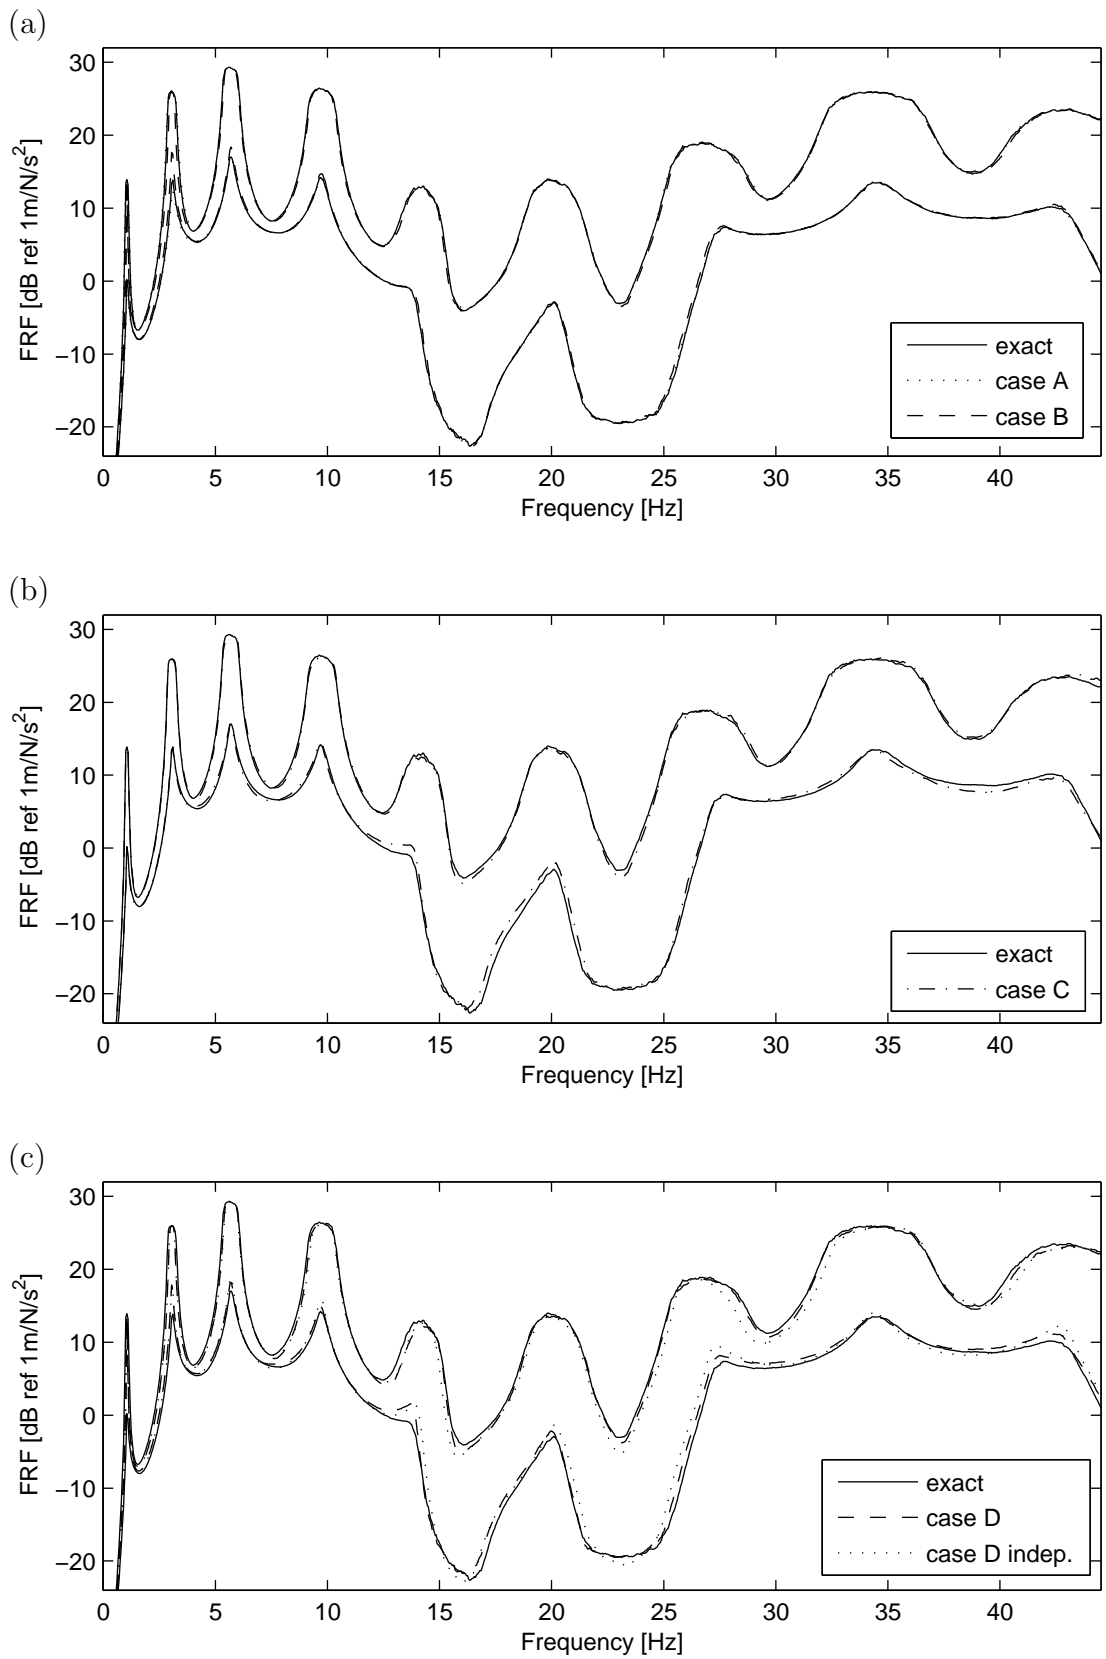 (a)
30
20
10
0
−10
−20
FRF [dB ref 1m/N/s²]
exact
case A
case B
0 5 10 15 20 25 30 35 40
Frequency [Hz]
(b)
30
20
10
0
−10
−20
FRF [dB ref 1m/N/s²]
exact
case C
0 5 10 15 20 25 30 35 40
Frequency [Hz]
(c)
30
20
10
0
−10
−20
FRF [dB ref 1m/N/s²]
exact
case D
case D indep.
0 5 10 15 20 25 30 35 40
Frequency [Hz]